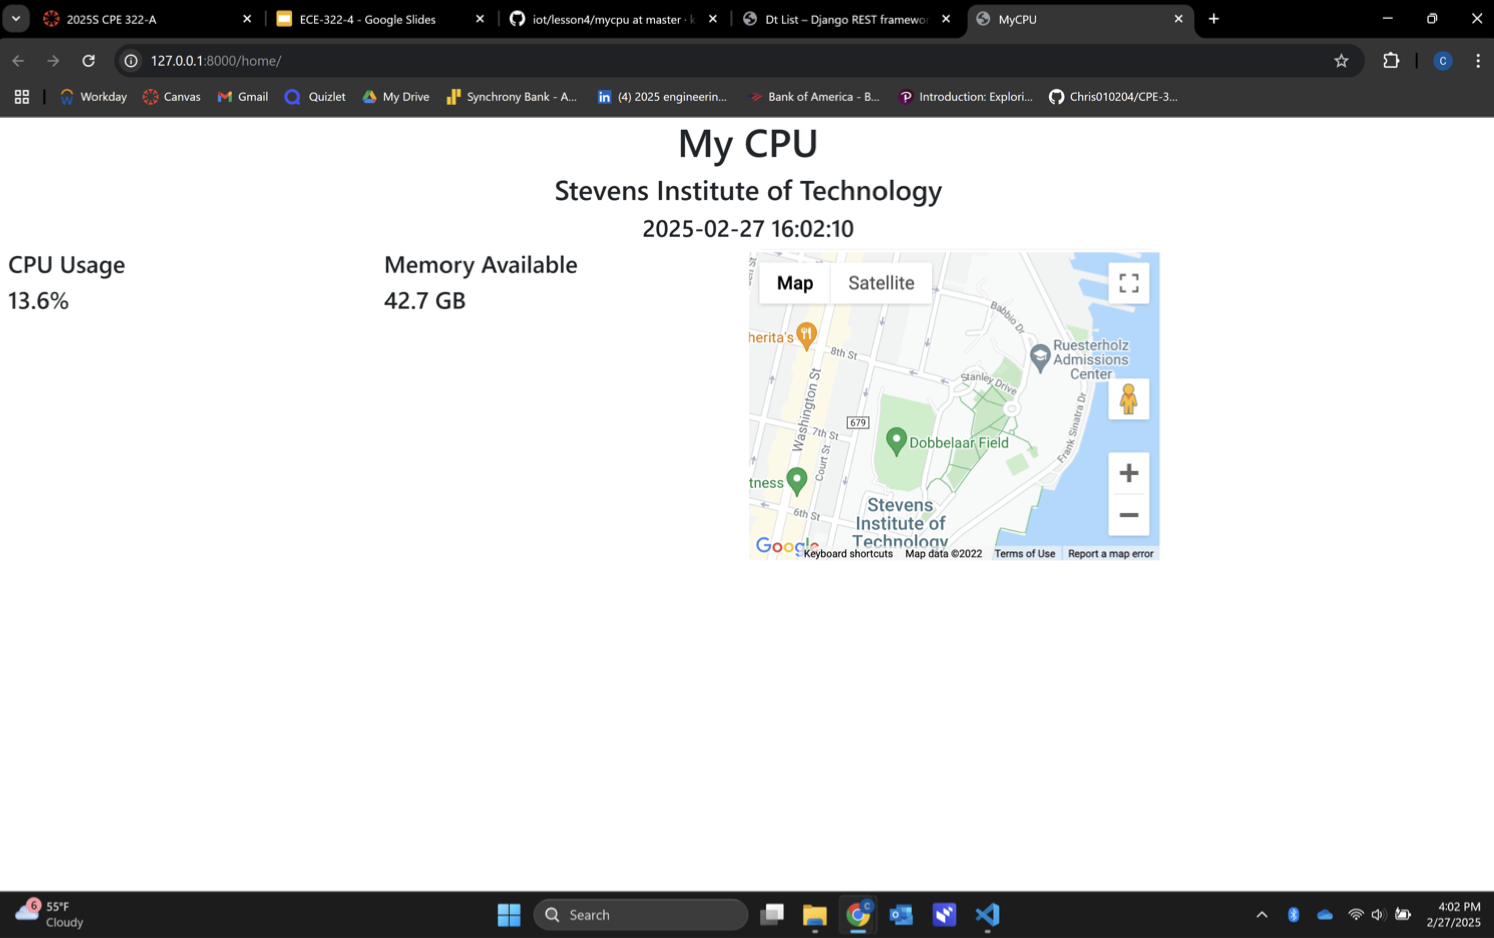 2025S CPE 322-A
ECE-322-4 - Google Slides
iot/lesson4/mycpu at master ·
Dt List – Django REST framewor
MyCPU
127.0.0.1:8000/home/
C
Workday
Canvas
Gmail
Quizlet
My Drive
Synchrony Bank - A...
(4) 2025 engineerin...
Bank of America - B...
Introduction: Explori...
Chris010204/CPE-3...
My CPU
Stevens Institute of Technology
2025-02-27 16:02:10
CPU Usage
13.6%
Memory Available
42.7 GB
Map
Satellite
Babbio Dr
herita's
8th St
Ruesterholz
Admissions
Center
Stanley Drive
Washington St
679
7th St
Court St
Dobbelaar Field
Frank Sinatra Dr
tness
6th St
Stevens
Institute of
Technology
Google
Keyboard shortcuts
Map data ©2022
Terms of Use
Report a map error
6
55°F
Cloudy
Search
C
4:02 PM
2/27/2025